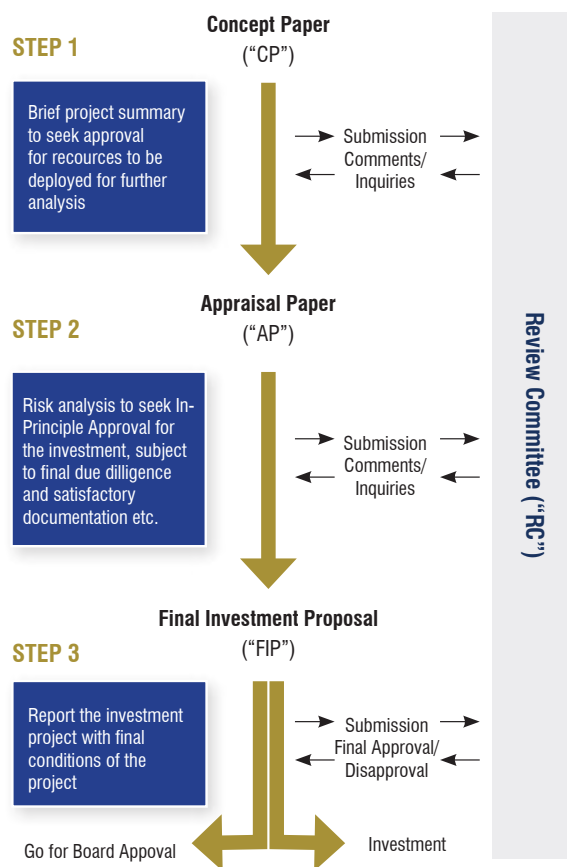 Concept Paper
STEP 1
(“CP”)
Brief project summary
to seek approval
for recources to be
deployed for further
analysis
Submission
Comments/
Inquiries
Appraisal Paper
STEP 2
(“AP”)
Risk analysis to seek In-
Principle Approval for
the investment, subject
to final due dilligence
and satisfactory
documentation etc.
Submission
Comments/
Inquiries
Review Committee (“RC”)
Final Investment Proposal
STEP 3
(“FIP”)
Report the investment
project with final
conditions of the
project
Submission
Final Approval/
Disapproval
Go for Board Appoval
Investment